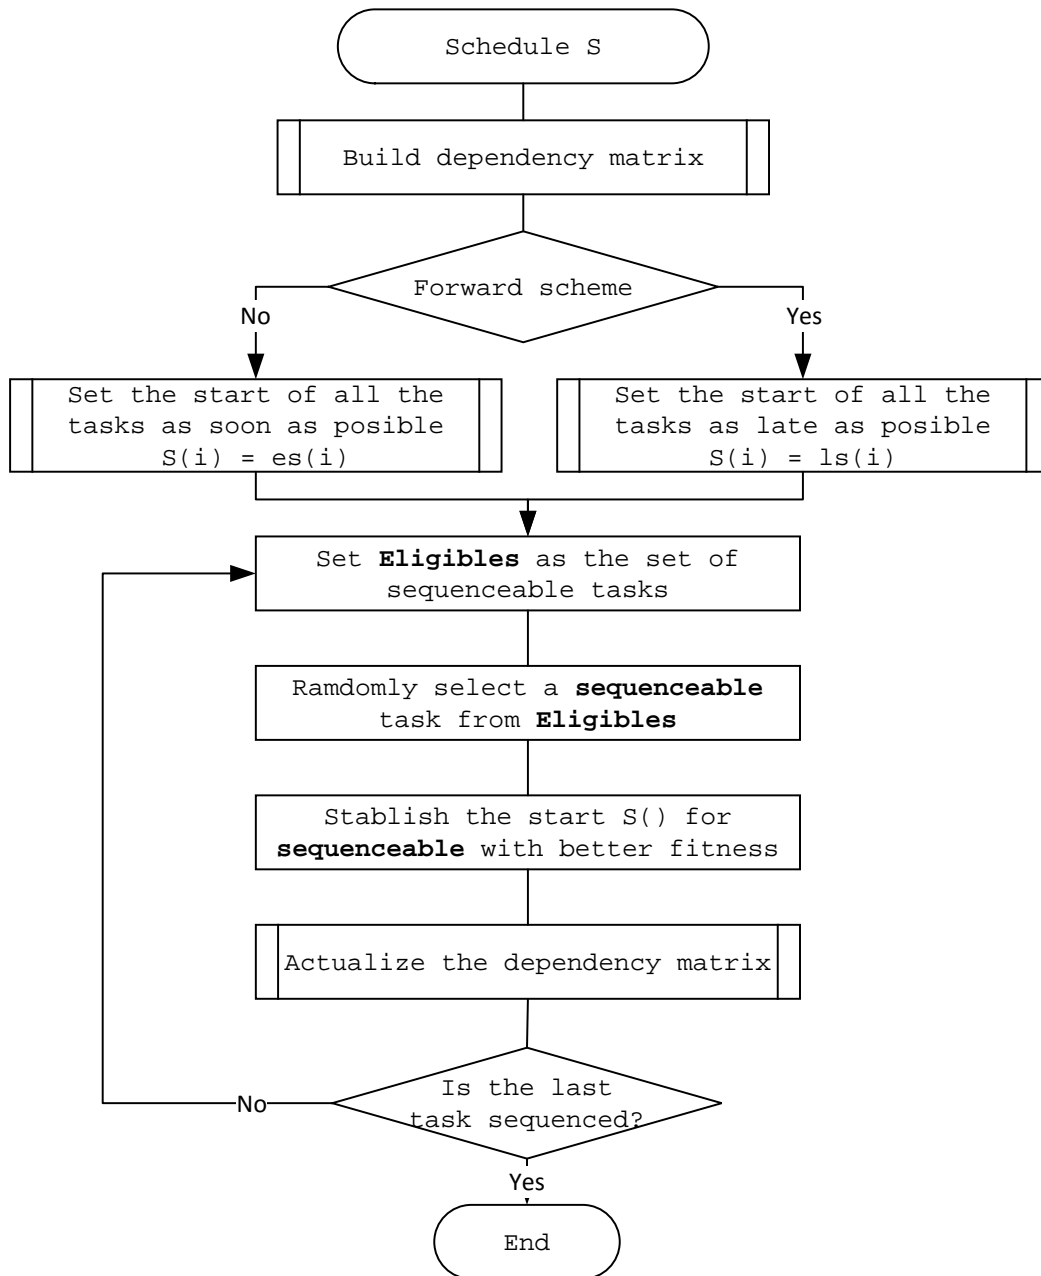 Schedule S
Build dependency matrix
Forward scheme
No
Yes
Set the start of all the
tasks as soon as posible
S(i) = es(i)
Set the start of all the
tasks as late as posible
S(i) = ls(i)
Set Eligibles as the set of
sequenceable tasks
Ramdomly select a sequenceable
task from Eligibles
Stablish the start S() for
sequenceable with better fitness
Actualize the dependency matrix
Is the last
task sequenced?
No
Yes
End